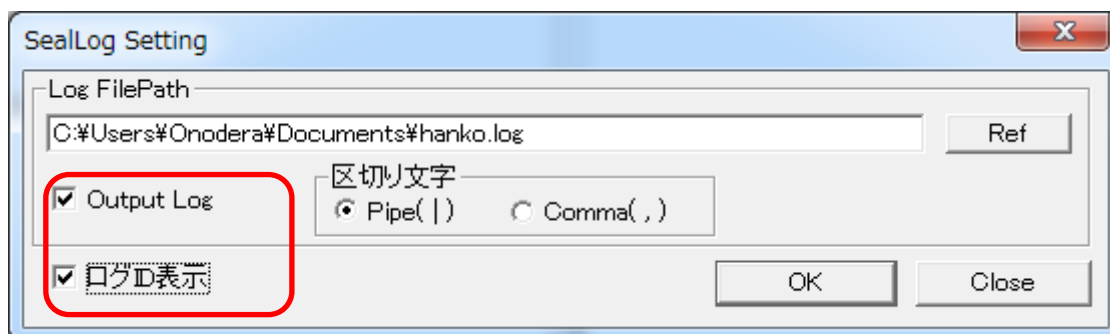 SealLog Setting
Log FilePath
C:¥Users¥Onodera¥Documents¥hanko.log
Ref
Output Log
区切り文字
Pipe( | )
Comma( , )
ログID表示
OK
Close